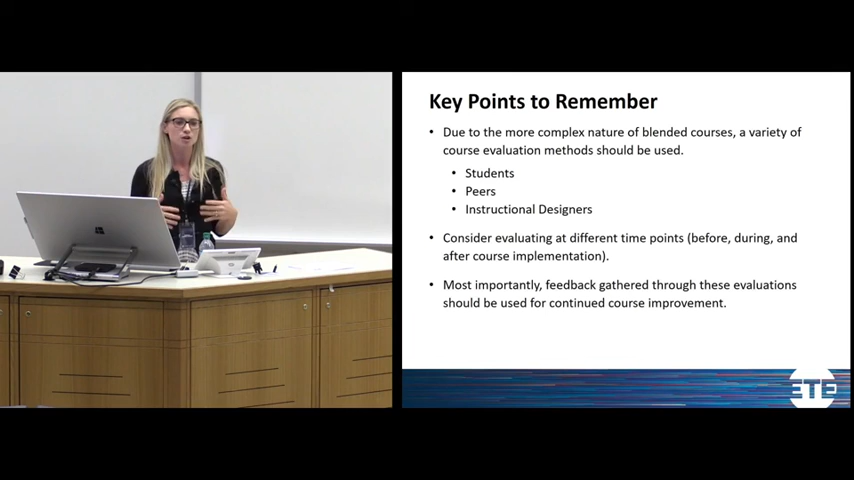 Key Points to Remember
• Due to the more complex nature of blended courses, a variety of
course evaluation methods should be used.
• Students
• Peers
• Instructional Designers
• Consider evaluating at different time points (before, during, and
after course implementation).
• Most importantly, feedback gathered through these evaluations
should be used for continued course improvement.
ETE